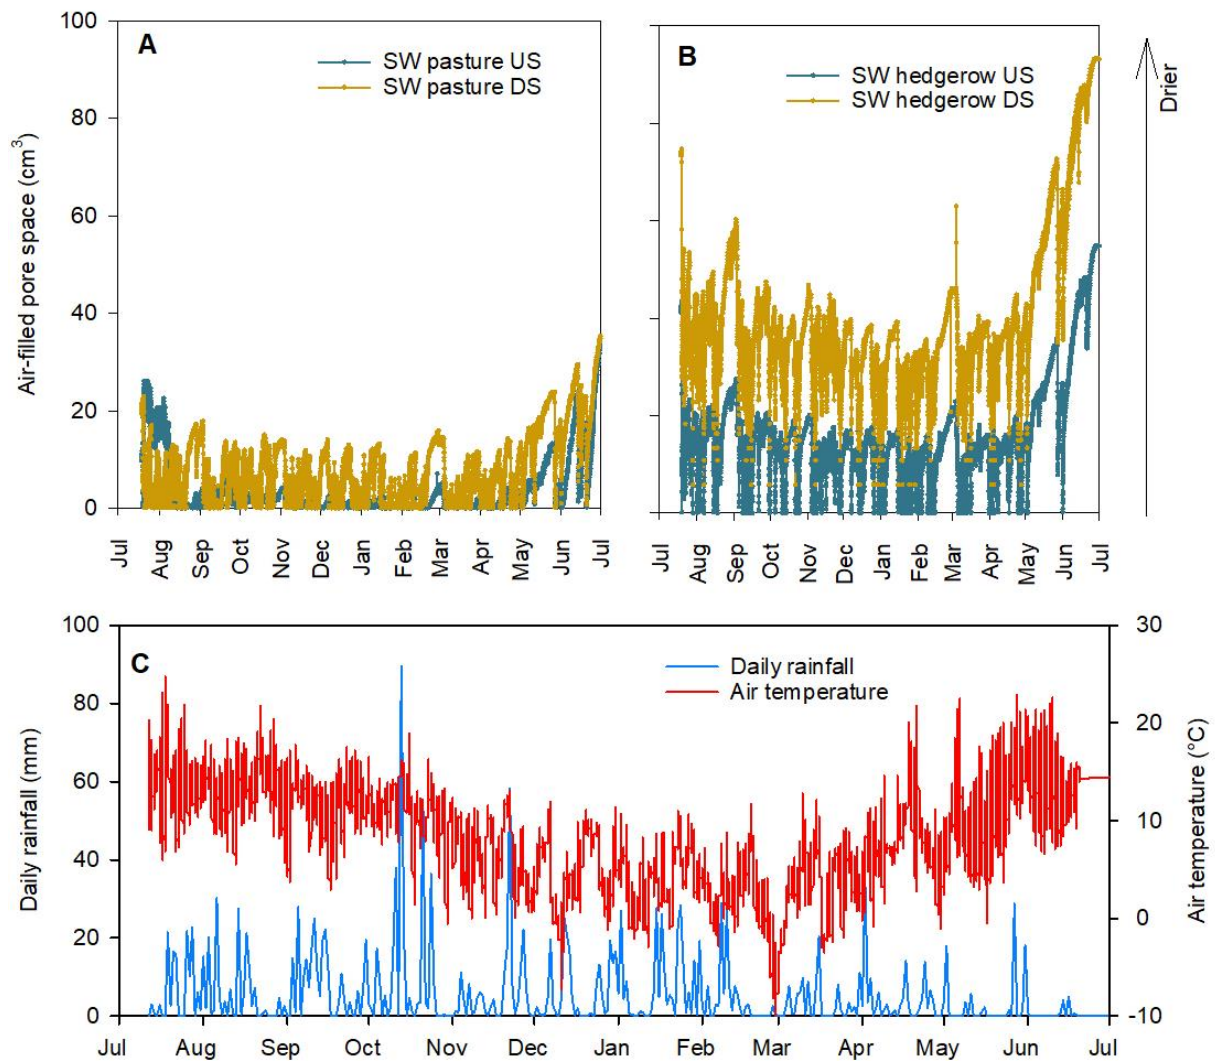 A
SW pasture US
SW pasture DS
Air-filled pore space (cm³)
100
80
60
40
20
0
Jul
Aug
Sep
Oct
Nov
Dec
Jan
Feb
Mar
Apr
May
Jun
Jul
B
SW hedgerow US
SW hedgerow DS
Drier
Jul
Aug
Sep
Oct
Nov
Dec
Jan
Feb
Mar
Apr
May
Jun
Jul
C
Daily rainfall
Air temperature
Daily rainfall (mm)
100
80
60
40
20
0
Air temperature (°C)
30
20
10
0
-10
Jul Aug Sep Oct Nov Dec Jan Feb Mar Apr May Jun Jul